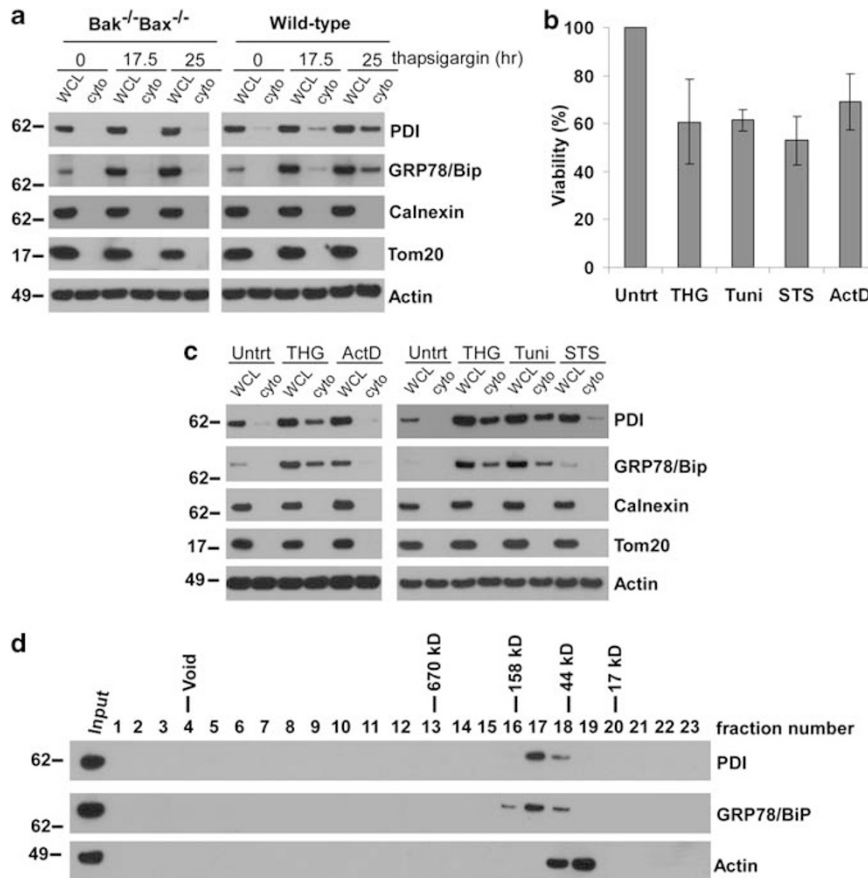 a
Bak-/-Bax-/- Wild-type
0 17.5 25 0 17.5 25 thapsigargin (hr)
WCL cyto WCL cyto WCL cyto WCL cyto WCL cyto WCL cyto
62 PDI
62 GRP78/Bip
62 Calnexin
17 Tom20
49 Actin
b
Viability (%)
100
80
60
40
20
0
Untrt THG Tuni STS ActD
c
Untrt THG ActD Untrt THG Tuni STS
WCL cyto WCL cyto WCL cyto WCL cyto WCL cyto WCL cyto WCL cyto
62 PDI
62 GRP78/Bip
62 Calnexin
17 Tom20
49 Actin
d
Void 670 kD 158 kD 44 kD 17 kD
Input 1 2 3 4 5 6 7 8 9 10 11 12 13 14 15 16 17 18 19 20 21 22 23 fraction number
62 PDI
62 GRP78/BiP
49 Actin